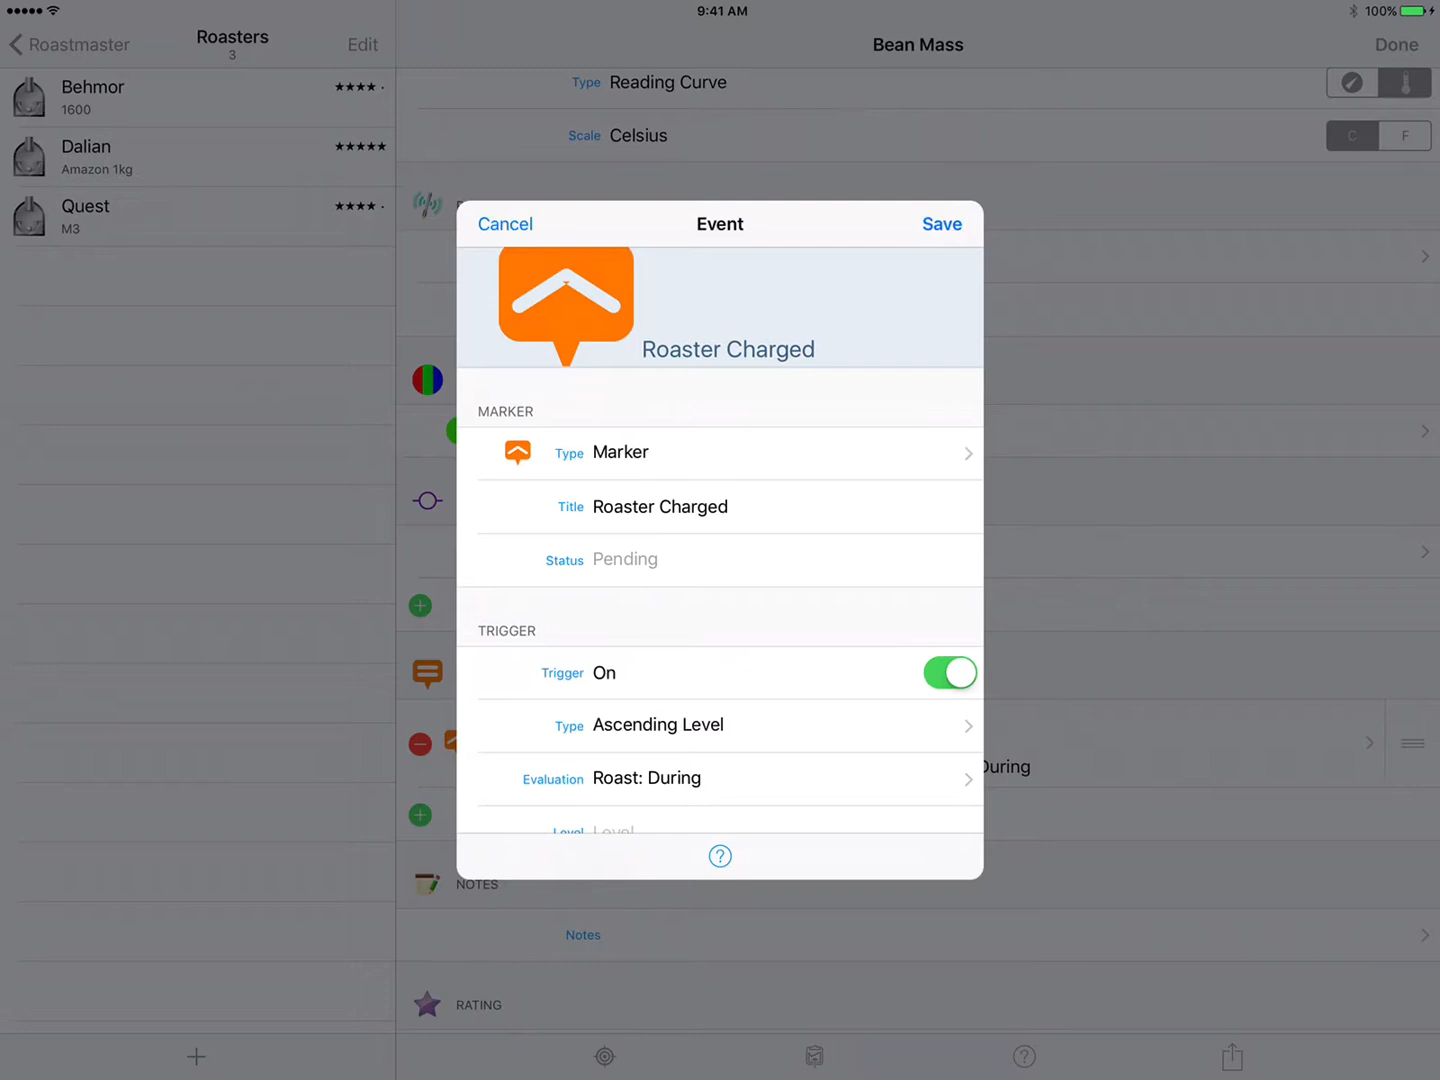 9:41 AM
100%
Roastmaster
Roasters
3
Edit
Bean Mass
Done
Behmor
1600
Dalian
Amazon 1kg
Quest
M3
Type Reading Curve
Scale Celsius
C F
Cancel
Event
Save
Roaster Charged
MARKER
Type Marker
Title Roaster Charged
Status Pending
TRIGGER
Trigger On
Type Ascending Level
Evaluation Roast: During
Level Level
During
?
NOTES
Notes
RATING
?